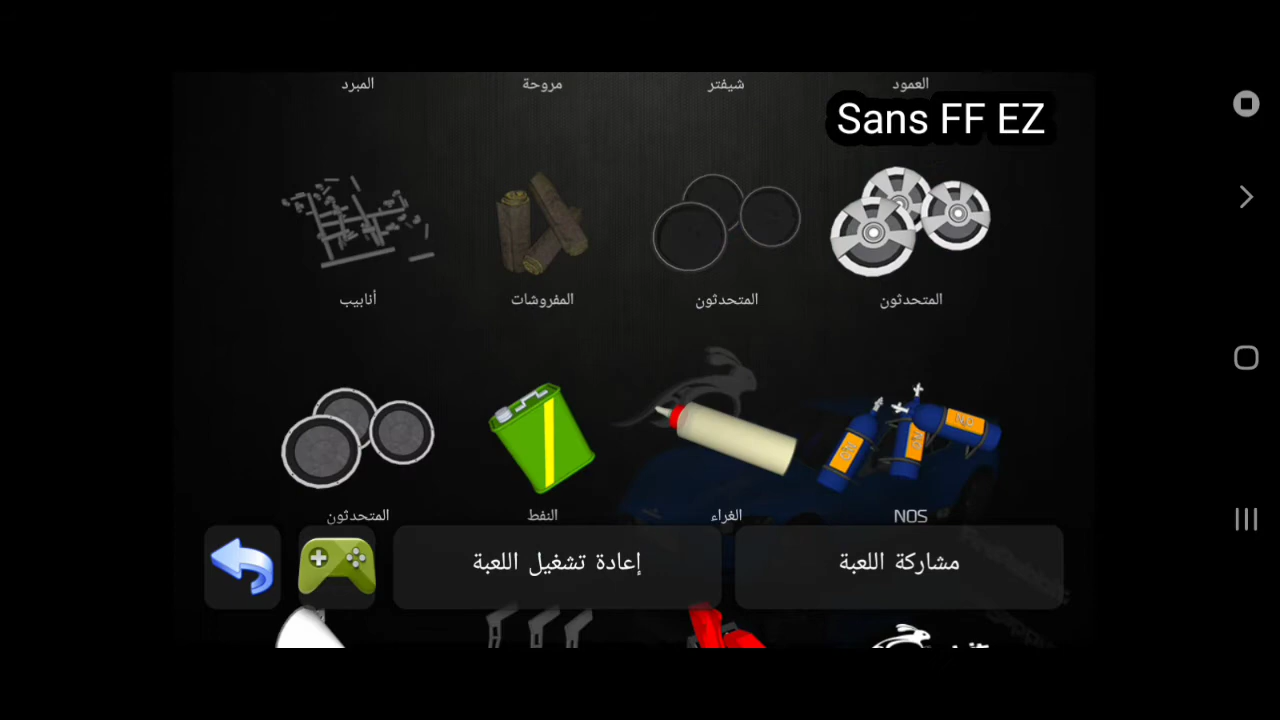 العمود
شيفتر
مروحة
المبرد
Sans FF EZ
المتحدثون
المتحدثون
المفروشات
أنابيب
NOS
الغراء
النفط
المتحدثون
مشاركة اللعبة
إعادة تشغيل اللعبة